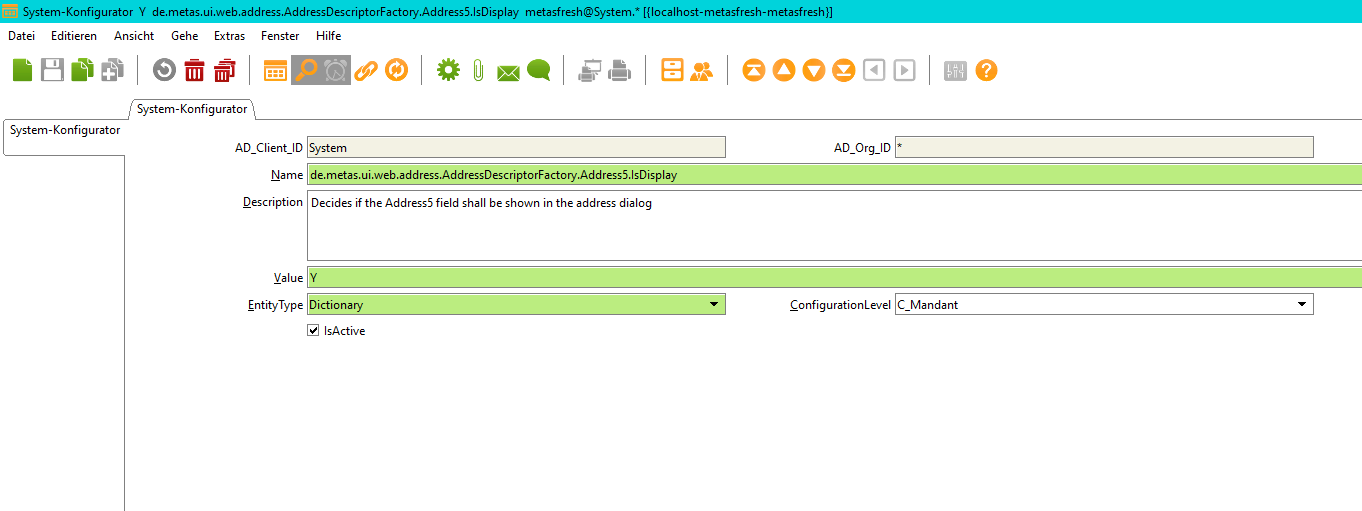 System-Konfigurator Y de.metas.ui.web.address.AddressDescriptorFactory.Address5.IsDisplay metasfresh@System.* [{localhost-metasfresh-metasfresh}]
Datei Editieren Ansicht Gehe Extras Fenster Hilfe
System-Konfigurator
System-Konfigurator
AD_Client_ID System AD_Org_ID *
Name de.metas.ui.web.address.AddressDescriptorFactory.Address5.IsDisplay
Description Decides if the Address5 field shall be shown in the address dialog
Value Y
EntityType Dictionary ConfigurationLevel C_Mandant
IsActive